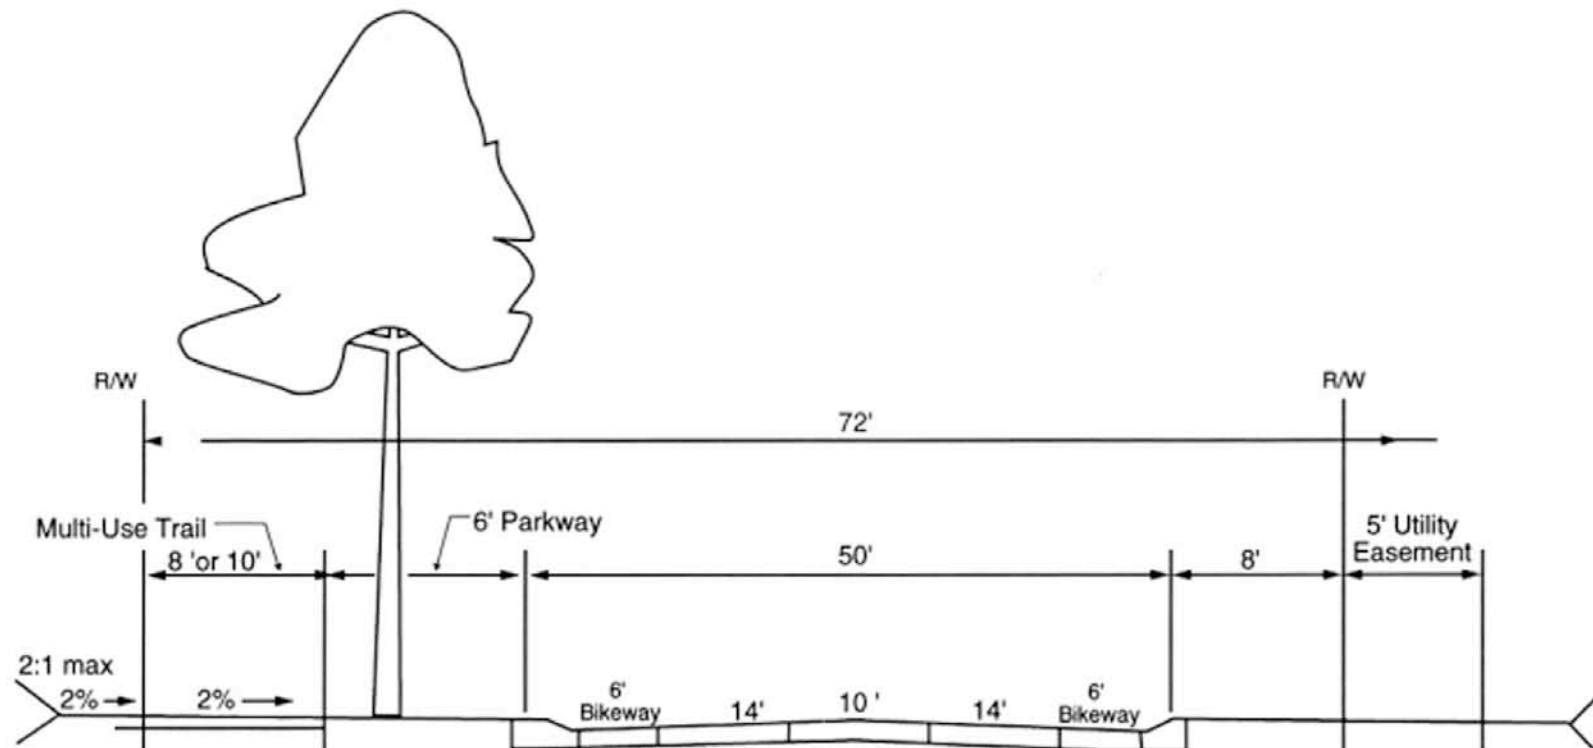 R/W
R/W
72'
Multi-Use Trail
6' Parkway
5' Utility
Easement
8 'or 10'
50'
8'
2:1 max
2%
2%
6'
Bikeway
14'
10 '
14'
6'
Bikeway